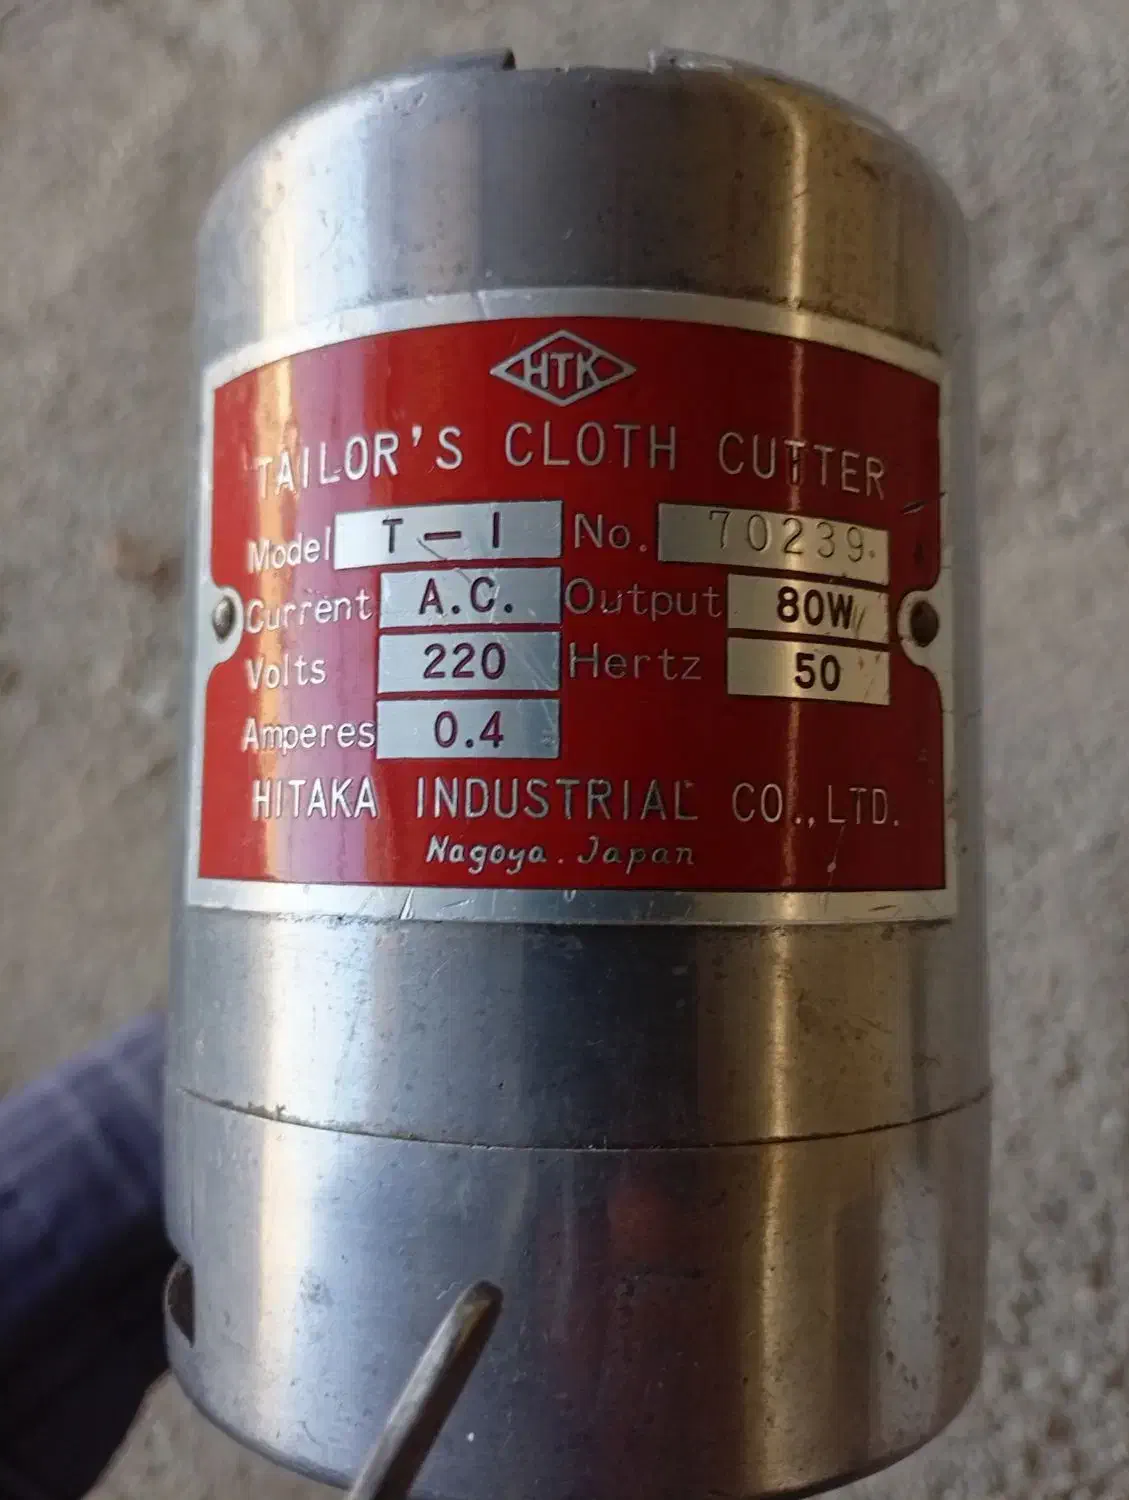 HTK
TAILOR'S CLOTH CUTTER
Model T-1 No. 70239
Current A.C. Output 80W
Volts 220 Hertz 50
Amperes 0.4
HITAKA INDUSTRIAL CO., LTD.
Nagoya. Japan